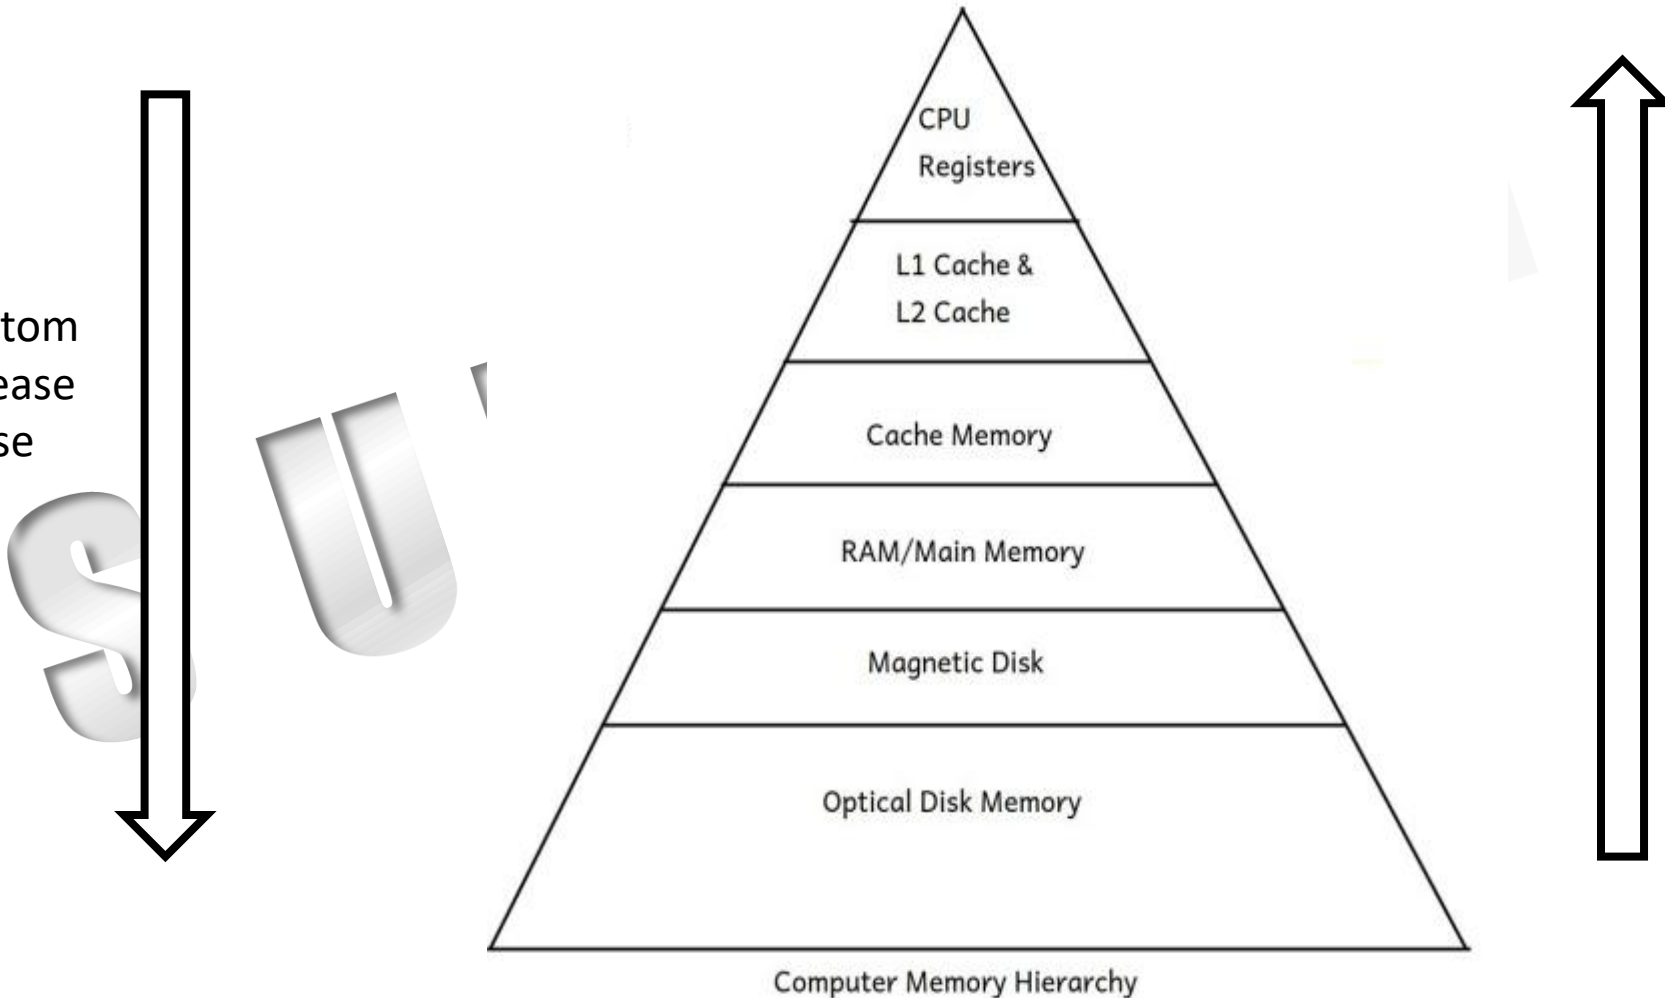 CPU
Registers
L1 Cache &
L2 Cache
tom
ease
se
Cache Memory
RAM/Main Memory
Magnetic Disk
Optical Disk Memory
Computer Memory Hierarchy
S U